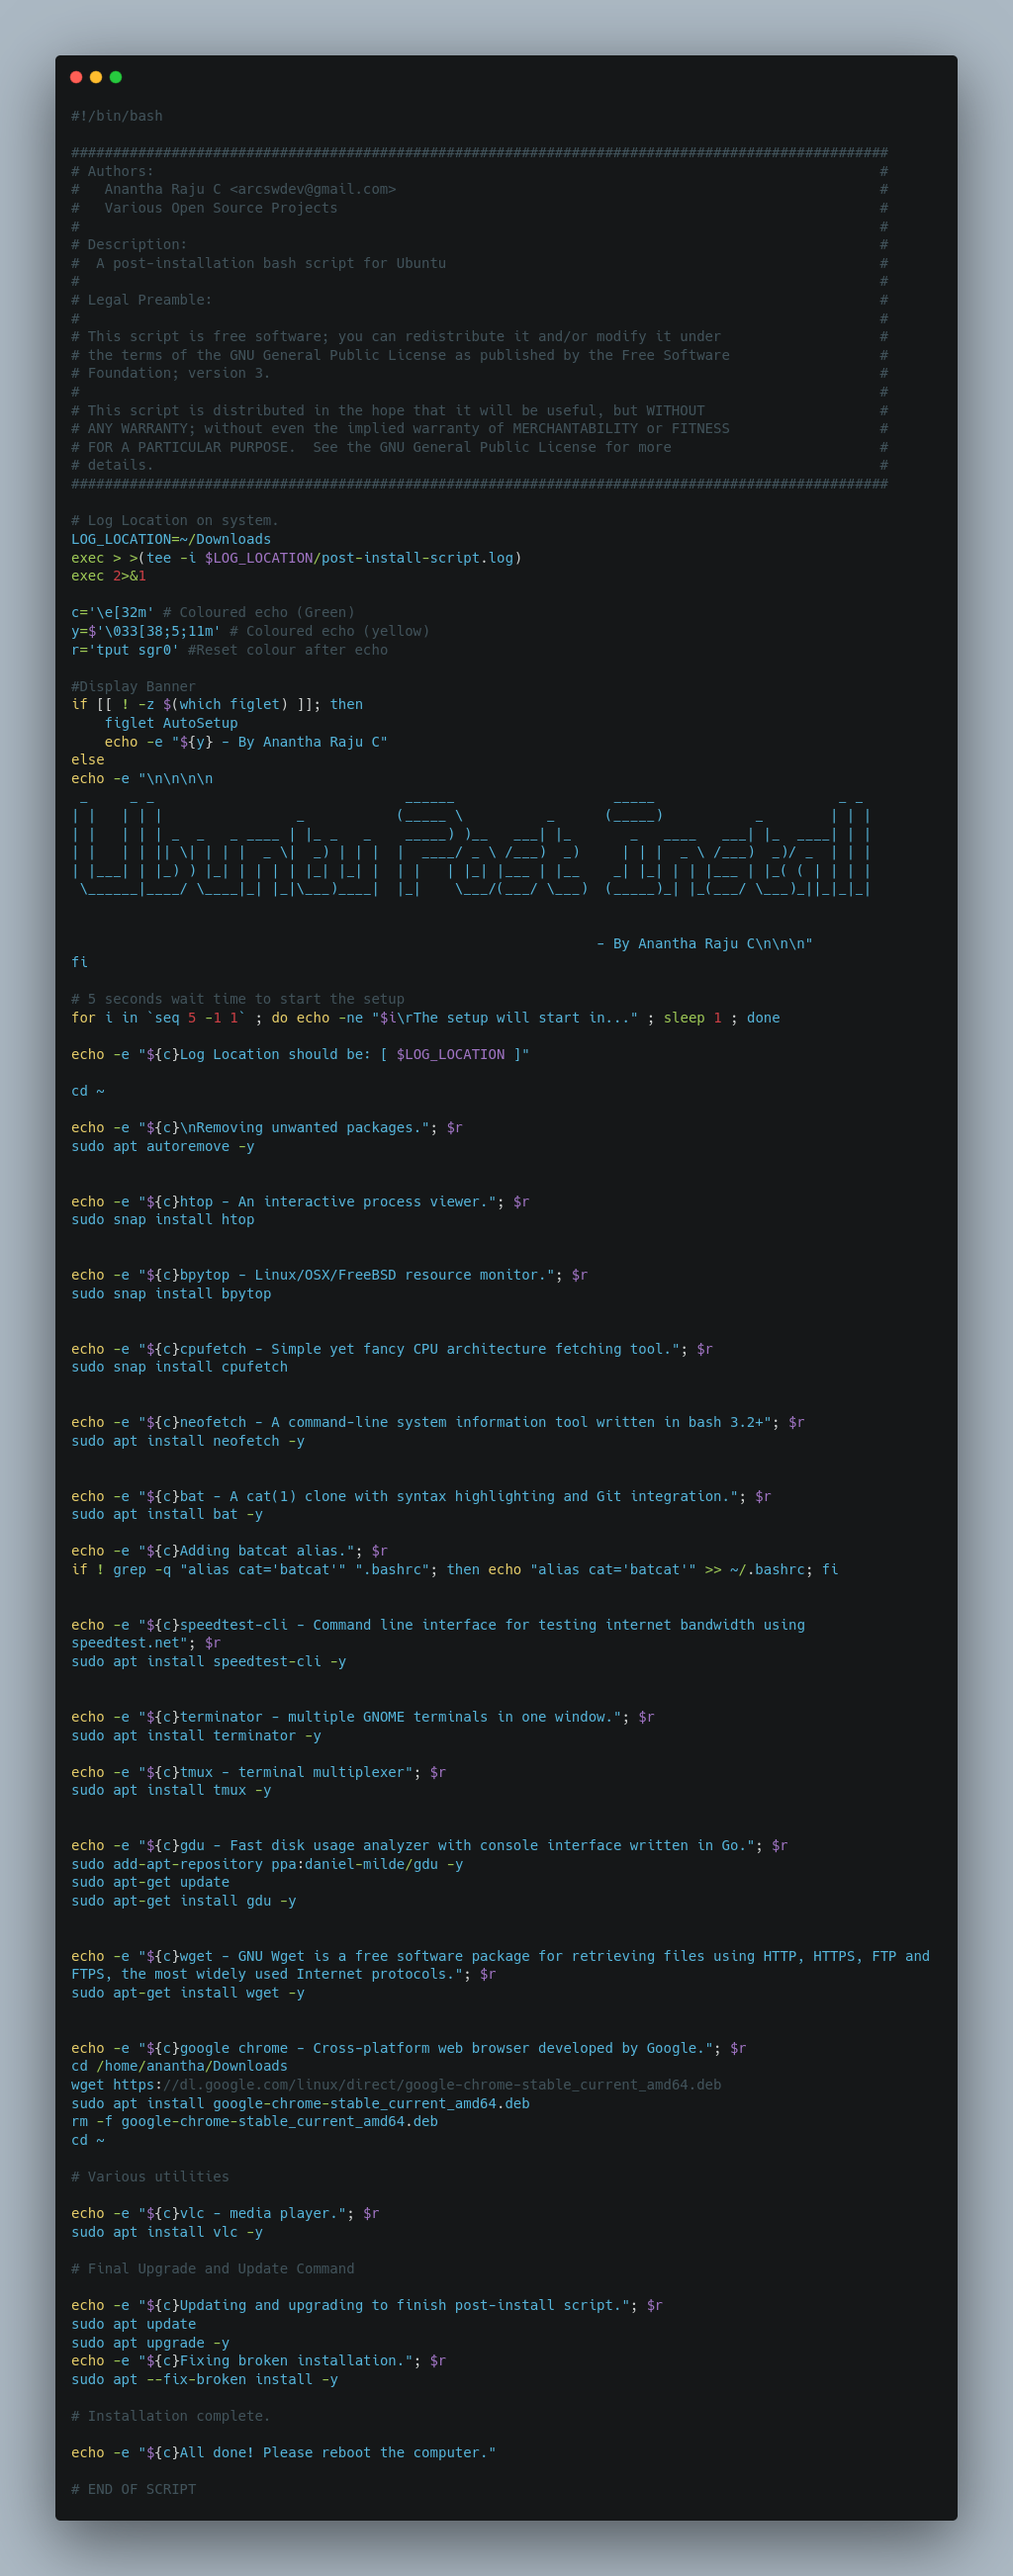 #!/bin/bash
##################################################################################################
# Authors:                                                                                       #
#   Anantha Raju C <arcswdev@gmail.com>                                                          #
#   Various Open Source Projects                                                                 #
#                                                                                                #
# Description:                                                                                   #
#  A post-installation bash script for Ubuntu                                                    #
#                                                                                                #
# Legal Preamble:                                                                                #
#                                                                                                #
# This script is free software; you can redistribute it and/or modify it under                   #
# the terms of the GNU General Public License as published by the Free Software                  #
# Foundation; version 3.                                                                         #
#                                                                                                #
# This script is distributed in the hope that it will be useful, but WITHOUT                     #
# ANY WARRANTY; without even the implied warranty of MERCHANTABILITY or FITNESS                  #
# FOR A PARTICULAR PURPOSE.  See the GNU General Public License for more                         #
# details.                                                                                       #
##################################################################################################
# Log Location on system.
LOG_LOCATION=~/Downloads
exec > >(tee -i $LOG_LOCATION/post-install-script.log)
exec 2>&1
c='\e[32m' # Coloured echo (Green)
y=$'\033[38;5;11m' # Coloured echo (yellow)
r='tput sgr0' #Reset colour after echo
#Display Banner
if [[ ! -z $(which figlet) ]]; then
    figlet AutoSetup
    echo -e "${y} - By Anantha Raju C"
else
echo -e "\n\n\n\n
 _     _ _                              ______                   _____                      _ _
| |   | | |                _           (_____ \          _      (_____)           _        | | |
| |   | | | _  _   _ ____ | |_ _   _    _____) )__   ___| |_       _   ____   ___| |_  ____| | |
| |   | | || \| | | |  _ \|  _) | | |  |  ____/ _ \ /___)  _)     | | |  _ \ /___)  _)/ _  | | |
| |___| | |_) ) |_| | | | | |_| |_| |  | |   | |_| |___ | |__    _| |_| | | |___ | |_( ( | | | |
 \______|____/ \____|_| |_|\___)____|  |_|    \___/(___/ \___)  (_____)_| |_(___/ \___)_||_|_|_|
                                                               - By Anantha Raju C\n\n\n"
fi
# 5 seconds wait time to start the setup
for i in `seq 5 -1 1` ; do echo -ne "$i\rThe setup will start in..." ; sleep 1 ; done
echo -e "${c}Log Location should be: [ $LOG_LOCATION ]"
cd ~
echo -e "${c}\nRemoving unwanted packages."; $r
sudo apt autoremove -y
echo -e "${c}htop - An interactive process viewer."; $r
sudo snap install htop
echo -e "${c}bpytop - Linux/OSX/FreeBSD resource monitor."; $r
sudo snap install bpytop
echo -e "${c}cpufetch - Simple yet fancy CPU architecture fetching tool."; $r
sudo snap install cpufetch
echo -e "${c}neofetch - A command-line system information tool written in bash 3.2+"; $r
sudo apt install neofetch -y
echo -e "${c}bat - A cat(1) clone with syntax highlighting and Git integration."; $r
sudo apt install bat -y
echo -e "${c}Adding batcat alias."; $r
if ! grep -q "alias cat='batcat'" ".bashrc"; then echo "alias cat='batcat'" >> ~/.bashrc; fi
echo -e "${c}speedtest-cli - Command line interface for testing internet bandwidth using
speedtest.net"; $r
sudo apt install speedtest-cli -y
echo -e "${c}terminator - multiple GNOME terminals in one window."; $r
sudo apt install terminator -y
echo -e "${c}tmux - terminal multiplexer"; $r
sudo apt install tmux -y
echo -e "${c}gdu - Fast disk usage analyzer with console interface written in Go."; $r
sudo add-apt-repository ppa:daniel-milde/gdu -y
sudo apt-get update
sudo apt-get install gdu -y
echo -e "${c}wget - GNU Wget is a free software package for retrieving files using HTTP, HTTPS, FTP and
FTPS, the most widely used Internet protocols."; $r
sudo apt-get install wget -y
echo -e "${c}google chrome - Cross-platform web browser developed by Google."; $r
cd /home/anantha/Downloads
wget https://dl.google.com/linux/direct/google-chrome-stable_current_amd64.deb
sudo apt install google-chrome-stable_current_amd64.deb
rm -f google-chrome-stable_current_amd64.deb
cd ~
# Various utilities
echo -e "${c}vlc - media player."; $r
sudo apt install vlc -y
# Final Upgrade and Update Command
echo -e "${c}Updating and upgrading to finish post-install script."; $r
sudo apt update
sudo apt upgrade -y
echo -e "${c}Fixing broken installation."; $r
sudo apt --fix-broken install -y
# Installation complete.
echo -e "${c}All done! Please reboot the computer."
# END OF SCRIPT